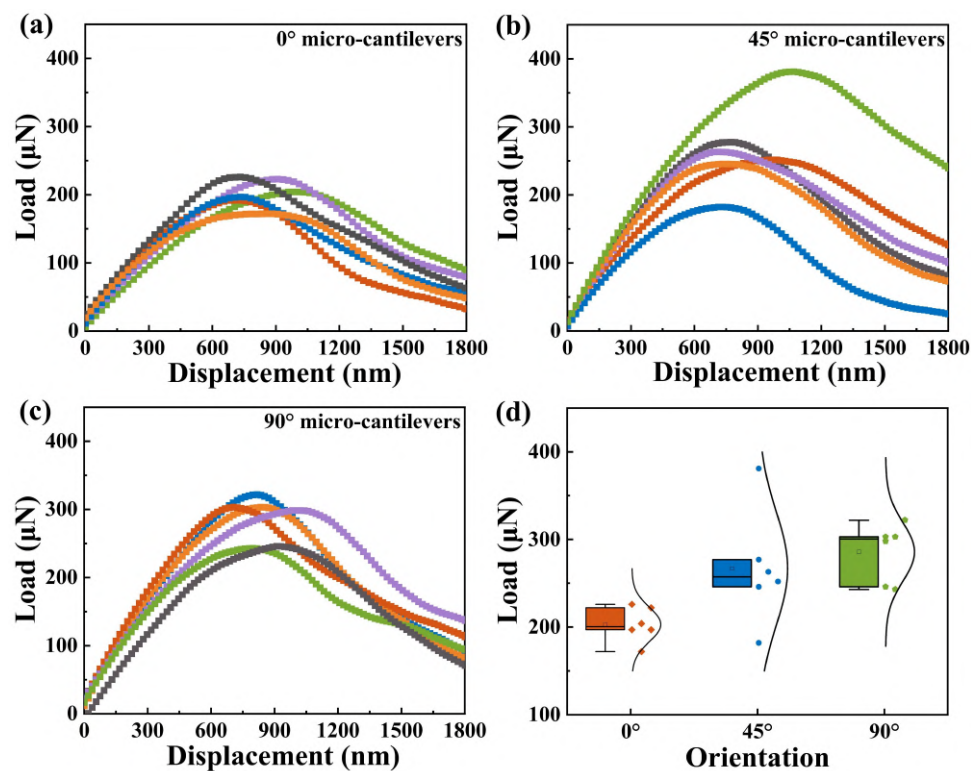 (a)
0° micro-cantilevers
400
300
200
100
0
Load (μN)
0 300 600 900 1200 1500 1800
Displacement (nm)
(b)
45° micro-cantilevers
400
300
200
100
0
Load (μN)
0 300 600 900 1200 1500 1800
Displacement (nm)
(c)
90° micro-cantilevers
400
300
200
100
0
Load (μN)
0 300 600 900 1200 1500 1800
Displacement (nm)
(d)
400
300
200
100
Load (μN)
0° 45° 90°
Orientation